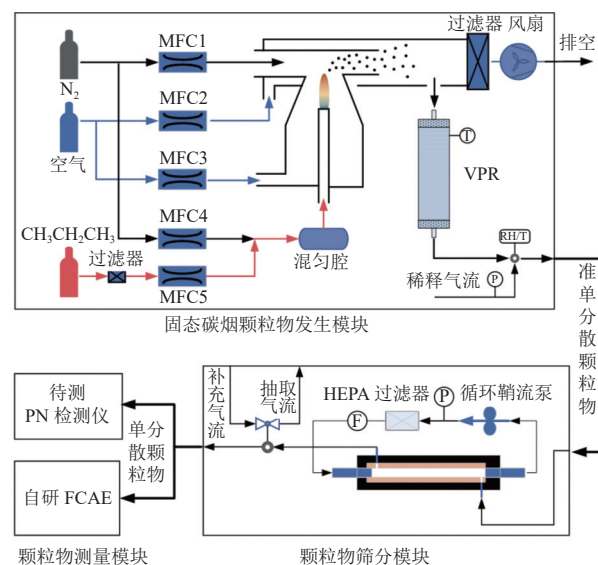 过滤器 风扇
排空
N₂
MFC1
MFC2
空气
MFC3
T
VPR
CH₃CH₂CH₃
过滤器
MFC4
MFC5
混匀腔
RH/T
稀释气流
P
固态碳烟颗粒物发生模块
准单分散颗粒物
待测
PN 检测仪
自研 FCAE
单分散颗粒物
补充气流
抽取
气流
HEPA 过滤器
P
循环鞘流泵
F
颗粒物测量模块
颗粒物筛分模块